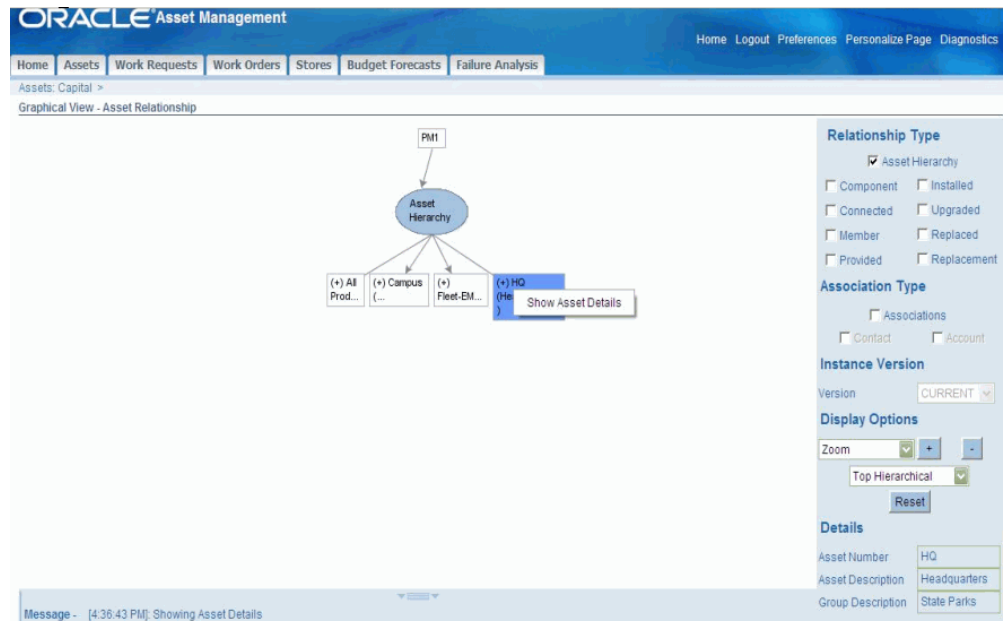 ORACLE Asset Management
Home Logout Preferences Personalize Page Diagnostics
Home Assets Work Requests Work Orders Stores Budget Forecasts Failure Analysis
Assets: Capital >
Graphical View - Asset Relationship
PM1
Asset
Hierarchy
(+) All
Prod...
(+) Campus
(...
(+)
Fleet-EM...
(+) HQ
(He
)
Show Asset Details
Relationship Type
Asset Hierarchy
Component Installed
Connected Upgraded
Member Replaced
Provided Replacement
Association Type
Associations
Contact Account
Instance Version
Version CURRENT
Display Options
Zoom + -
Top Hierarchical
Reset
Details
Asset Number HQ
Asset Description Headquarters
Group Description State Parks
Message - [4:36:43 PM]: Showing Asset Details